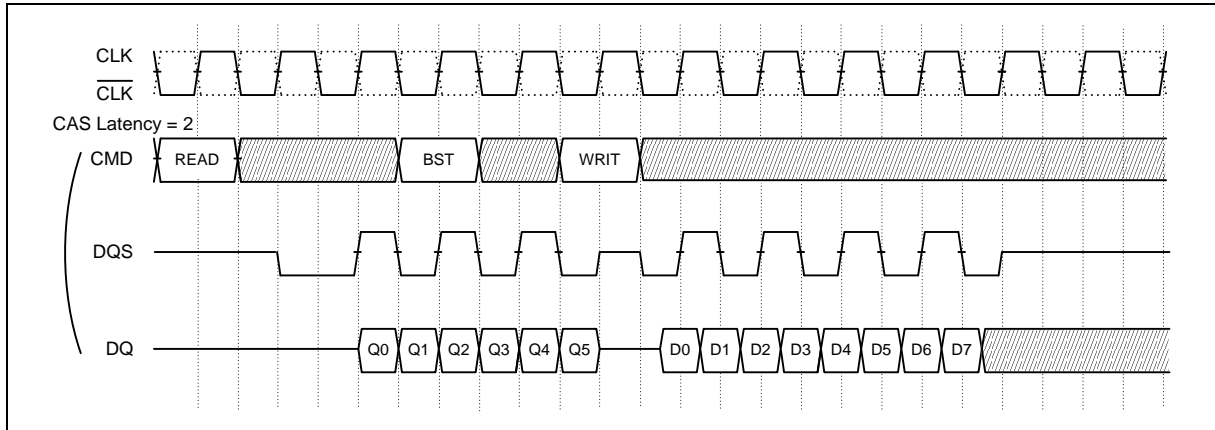 CLK
CLK
CAS Latency = 2
CMD READ BST WRIT
DQS
DQ Q0 Q1 Q2 Q3 Q4 Q5 D0 D1 D2 D3 D4 D5 D6 D7